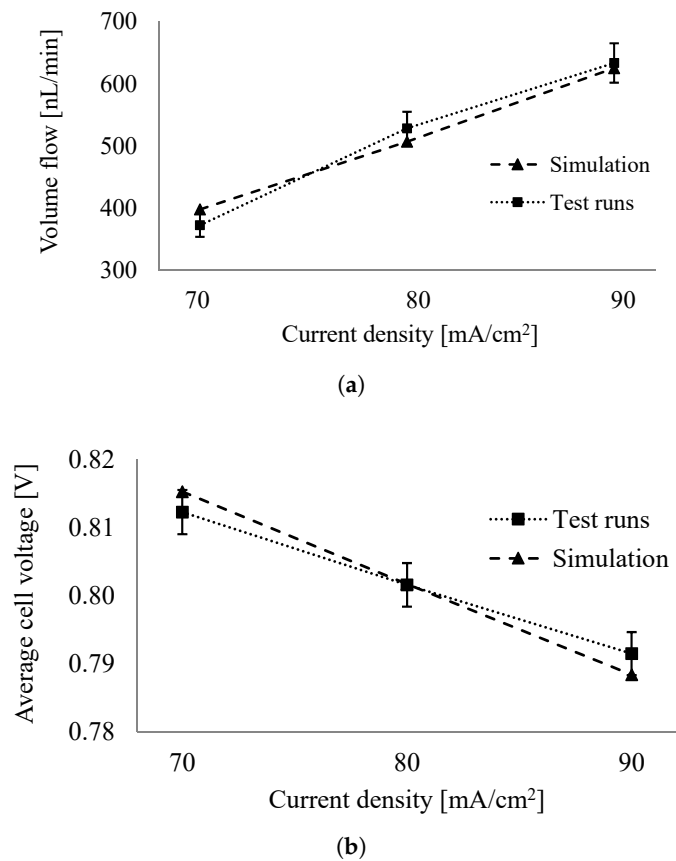 700
600
500
400
300
Volume flow [nL/min]
Simulation
Test runs
70 80 90
Current density [mA/cm²]
(a)
0.82
0.81
0.80
0.79
0.78
Average cell voltage [V]
Test runs
Simulation
70 80 90
Current density [mA/cm²]
(b)